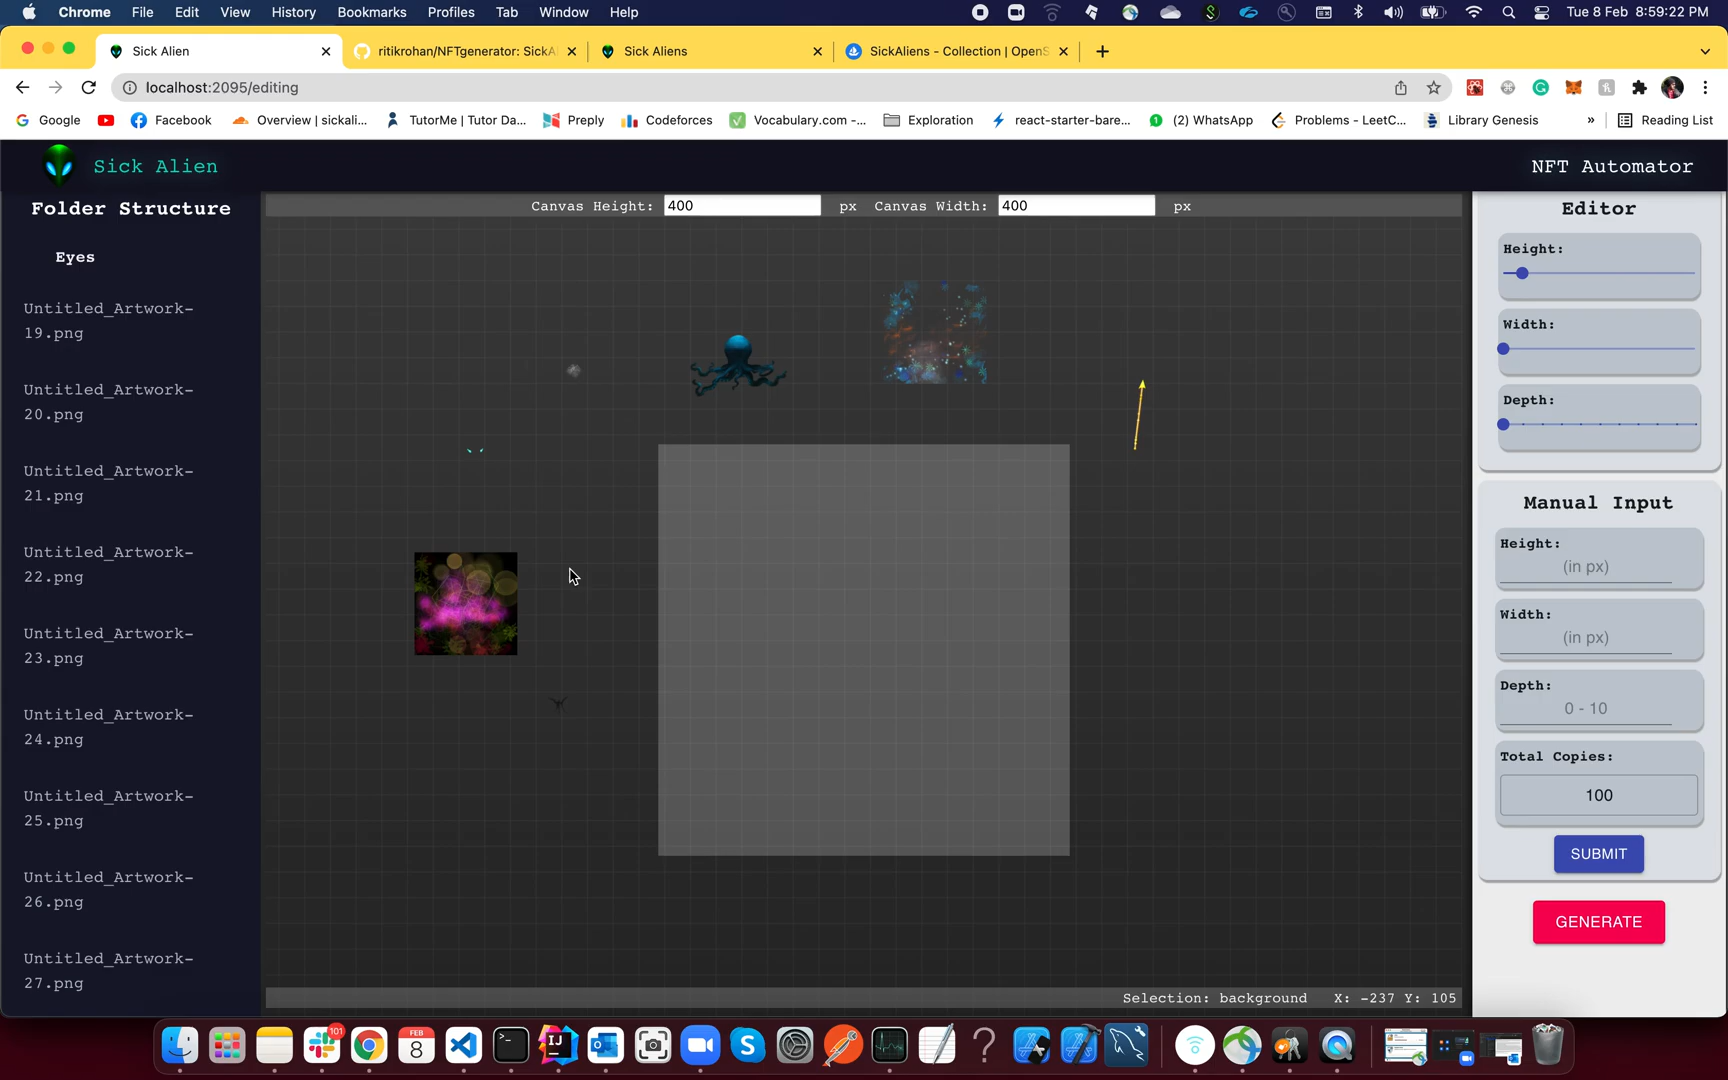 Chrome File Edit View History Bookmarks Profiles Tab Window Help
Tue 8 Feb 8:59:22 PM
Sick Alien
ritikrohan/NFTgenerator: SickA
Sick Aliens
SickAliens - Collection | OpenS
localhost:2095/editing
Google
Facebook
Overview | sickali...
TutorMe | Tutor Da...
Preply
Codeforces
Vocabulary.com -...
Exploration
react-starter-bare...
(2) WhatsApp
Problems - LeetC...
Library Genesis
»
Reading List
Sick Alien
NFT Automator
Folder Structure
Eyes
Untitled_Artwork-
19.png
Untitled_Artwork-
20.png
Untitled_Artwork-
21.png
Untitled_Artwork-
22.png
Untitled_Artwork-
23.png
Untitled_Artwork-
24.png
Untitled_Artwork-
25.png
Untitled_Artwork-
26.png
Untitled_Artwork-
27.png
Canvas Height: 400 px Canvas Width: 400 px
Selection: background X: -237 Y: 105
Editor
Height:
Width:
Depth:
Manual Input
Height:
(in px)
Width:
(in px)
Depth:
0 - 10
Total Copies:
100
SUBMIT
GENERATE
101
FEB
8